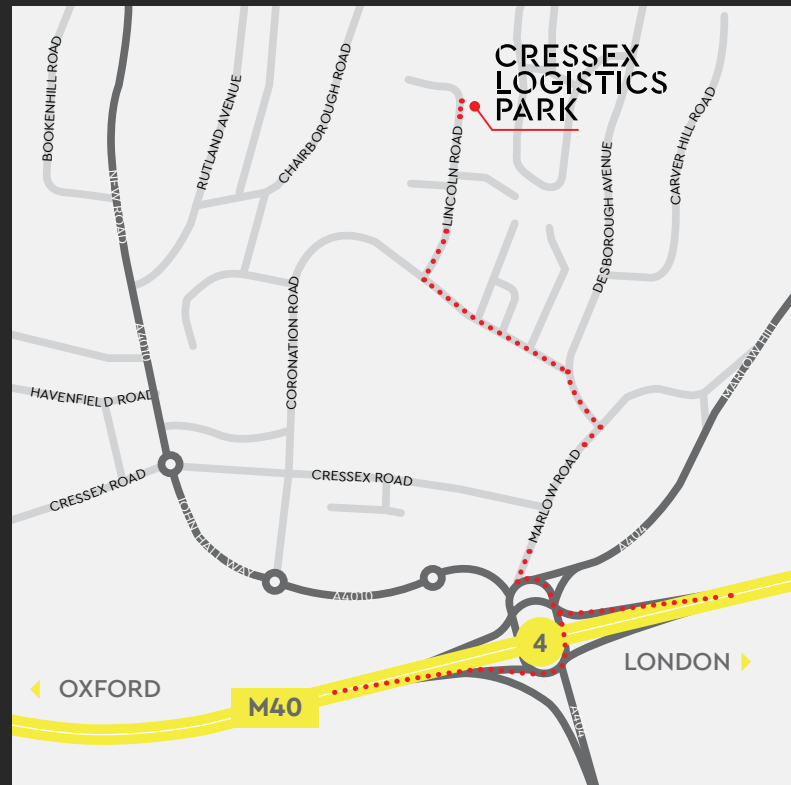 CRESSEX
LOGISTICS
PARK
BOOKENHILL ROAD
RUTLAND AVENUE
CHAIRBOROUGH ROAD
LINCOLN ROAD
DESBOROUGH AVENUE
CARVER HILL ROAD
NEW ROAD
A4010
CORONATION ROAD
MARLOW HILL
HAVENFIELD ROAD
CRESSEX ROAD
CRESSEX ROAD
MARLOW ROAD
JOHN HALL WAY
A404
A4010
4
LONDON
OXFORD
M40
A404